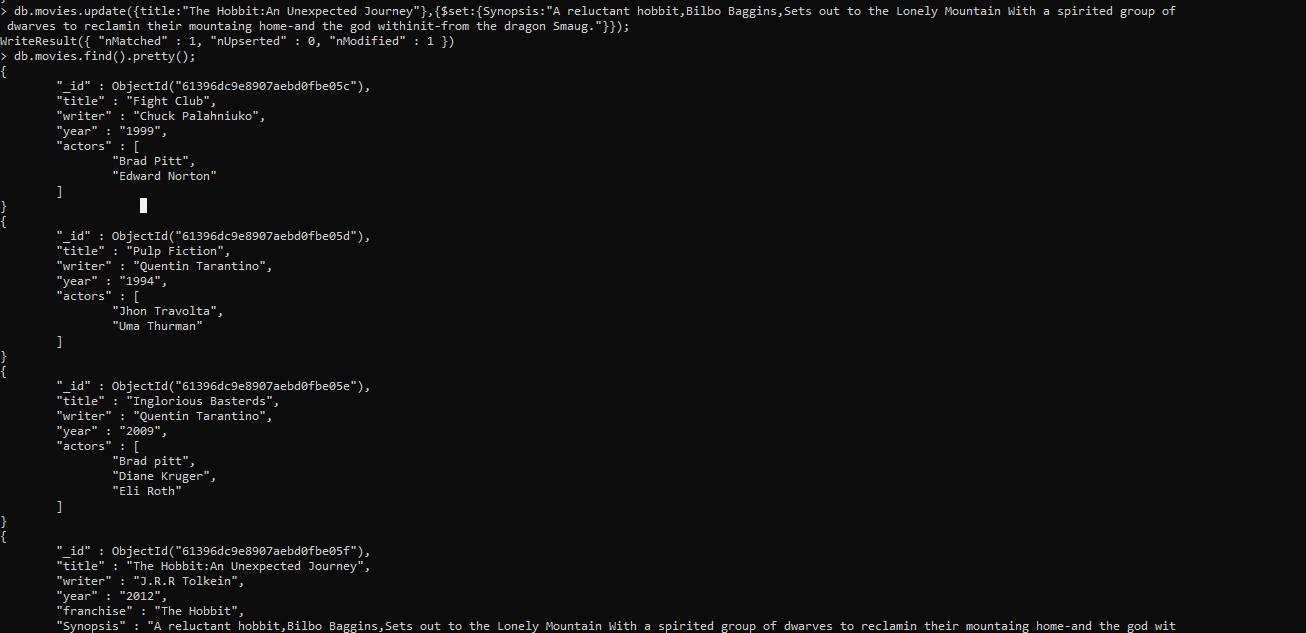 > db.movies.update({title:"The Hobbit:An Unexpected Journey"},{$set:{Synopsis:"A reluctant hobbit,Bilbo Baggins,Sets out to the Lonely Mountain With a spirited group of
 dwarves to reclamin their mountaing home-and the god withinit-from the dragon Smaug."}});
WriteResult({ "nMatched" : 1, "nUpserted" : 0, "nModified" : 1 })
> db.movies.find().pretty();
{
        "_id" : ObjectId("61396dc9e8907aebd0fbe05c"),
        "title" : "Fight Club",
        "writer" : "Chuck Palahniuko",
        "year" : "1999",
        "actors" : [
                "Brad Pitt",
                "Edward Norton"
        ]
}
{
        "_id" : ObjectId("61396dc9e8907aebd0fbe05d"),
        "title" : "Pulp Fiction",
        "writer" : "Quentin Tarantino",
        "year" : "1994",
        "actors" : [
                "Jhon Travolta",
                "Uma Thurman"
        ]
}
{
        "_id" : ObjectId("61396dc9e8907aebd0fbe05e"),
        "title" : "Inglorious Basterds",
        "writer" : "Quentin Tarantino",
        "year" : "2009",
        "actors" : [
                "Brad pitt",
                "Diane Kruger",
                "Eli Roth"
        ]
}
{
        "_id" : ObjectId("61396dc9e8907aebd0fbe05f"),
        "title" : "The Hobbit:An Unexpected Journey",
        "writer" : "J.R.R Tolkein",
        "year" : "2012",
        "franchise" : "The Hobbit",
        "Synopsis" : "A reluctant hobbit,Bilbo Baggins,Sets out to the Lonely Mountain With a spirited group of dwarves to reclamin their mountaing home-and the god wit